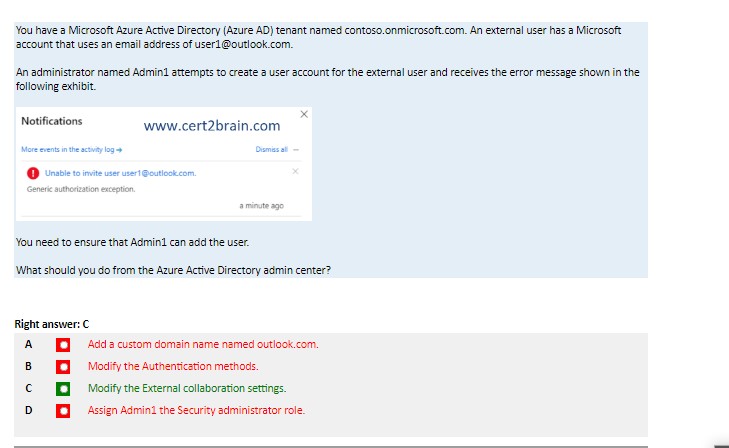 You have a Microsoft Azure Active Directory (Azure AD) tenant named contoso.onmicrosoft.com. An external user has a Microsoft
account that uses an email address of user1@outlook.com.
An administrator named Admin1 attempts to create a user account for the external user and receives the error message shown in the
following exhibit.
Notifications
www.cert2brain.com
More events in the activity log →
Dismiss all
Unable to invite user user1@outlook.com.
Generic authorization exception.
a minute ago
You need to ensure that Admin1 can add the user.
What should you do from the Azure Active Directory admin center?
Right answer: C
A Add a custom domain name named outlook.com.
B Modify the Authentication methods.
C Modify the External collaboration settings.
D Assign Admin1 the Security administrator role.